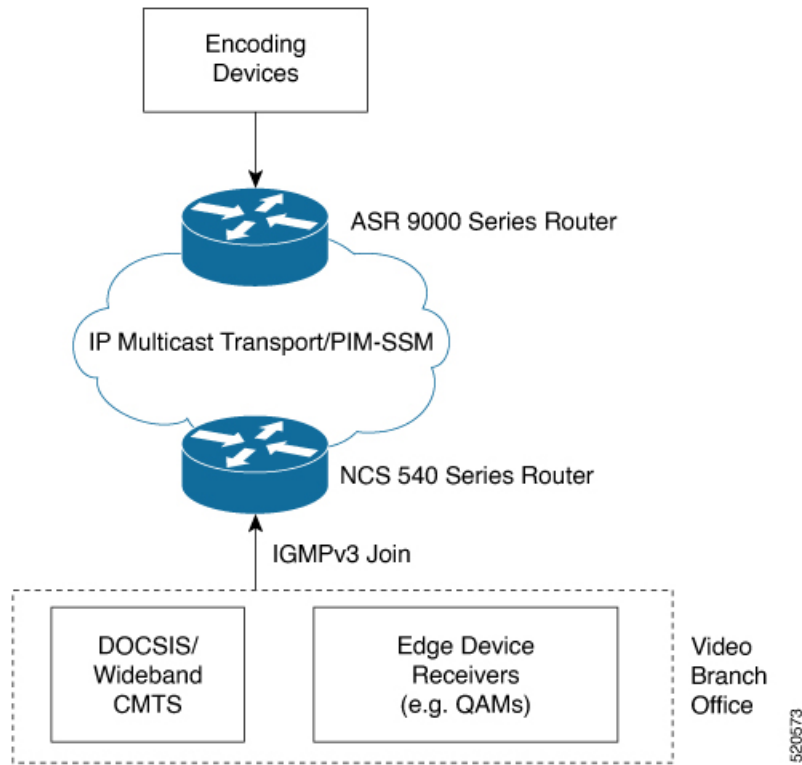 Encoding
Devices
ASR 9000 Series Router
IP Multicast Transport/PIM-SSM
NCS 540 Series Router
IGMPv3 Join
DOCSIS/
Wideband
CMTS
Edge Device
Receivers
(e.g. QAMs)
Video
Branch
Office
520573